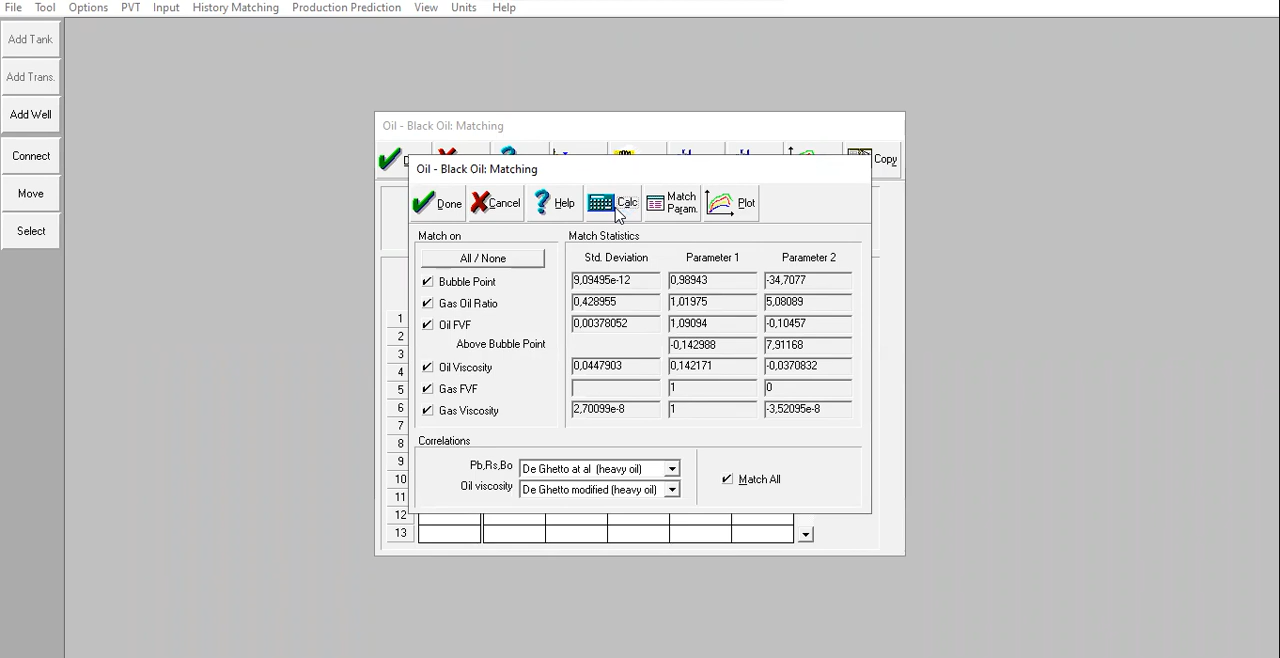 File Tool Options PVT Input History Matching Production Prediction View Units Help
Add Tank
Add Trans.
Add Well
Connect
Move
Select
Oil - Black Oil: Matching
Copy
Oil - Black Oil: Matching
Done Cancel Help Calc Match Param. Plot
Match on
Match Statistics
All / None
Std. Deviation Parameter 1 Parameter 2
Bubble Point 9,09495e-12 0,98943 -34,7077
Gas Oil Ratio 0,428955 1,01975 5,08089
Oil FVF 0,00378052 1,09094 -0,10457
Above Bubble Point -0,142988 7,91168
Oil Viscosity 0,0447903 0,142171 -0,0370832
Gas FVF 1 0
Gas Viscosity 2,70099e-8 1 -3,52095e-8
Correlations
Pb,Rs,Bo De Ghetto at al (heavy oil)
Oil viscosity De Ghetto modified (heavy oil)
Match All
1
2
3
4
5
6
7
8
9
10
11
12
13